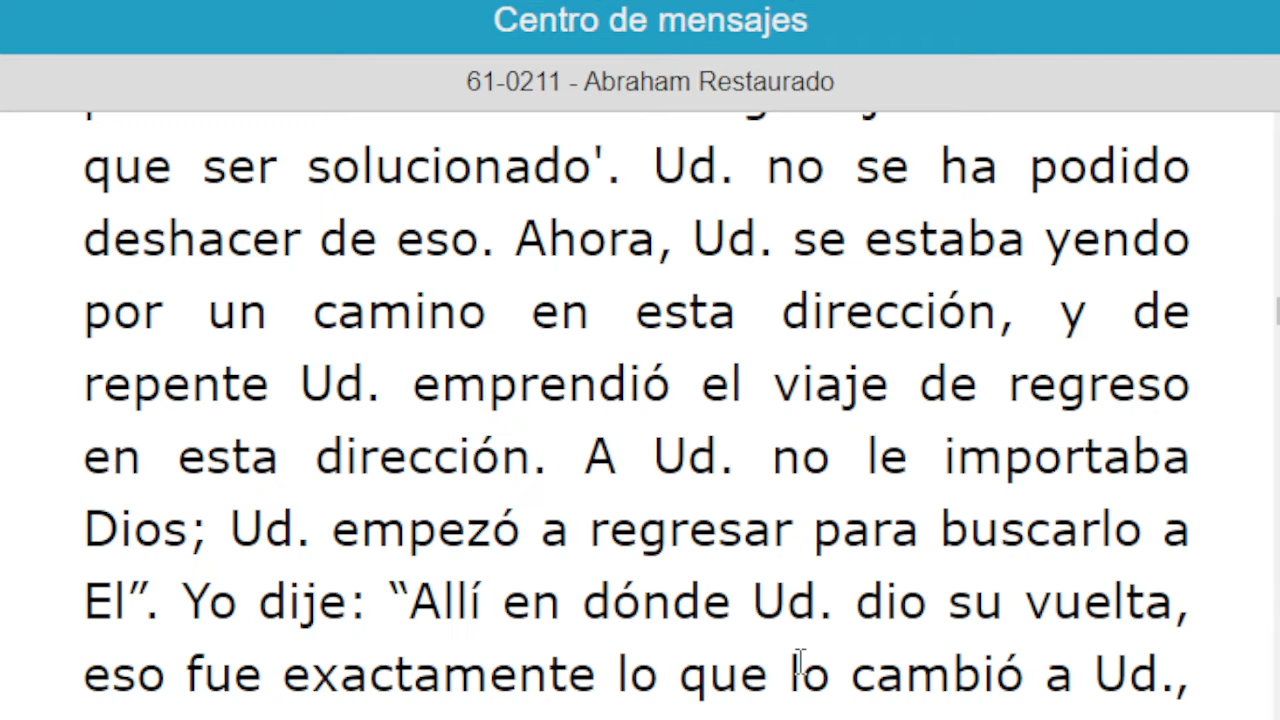 Centro de mensajes
61-0211 - Abraham Restaurado
que ser solucionado'. Ud. no se ha podido
deshacer de eso. Ahora, Ud. se estaba yendo
por un camino en esta dirección, y de
repente Ud. emprendió el viaje de regreso
en esta dirección. A Ud. no le importaba
Dios; Ud. empezó a regresar para buscarlo a
El”. Yo dije: “Allí en dónde Ud. dio su vuelta,
eso fue exactamente lo que lo cambió a Ud.,